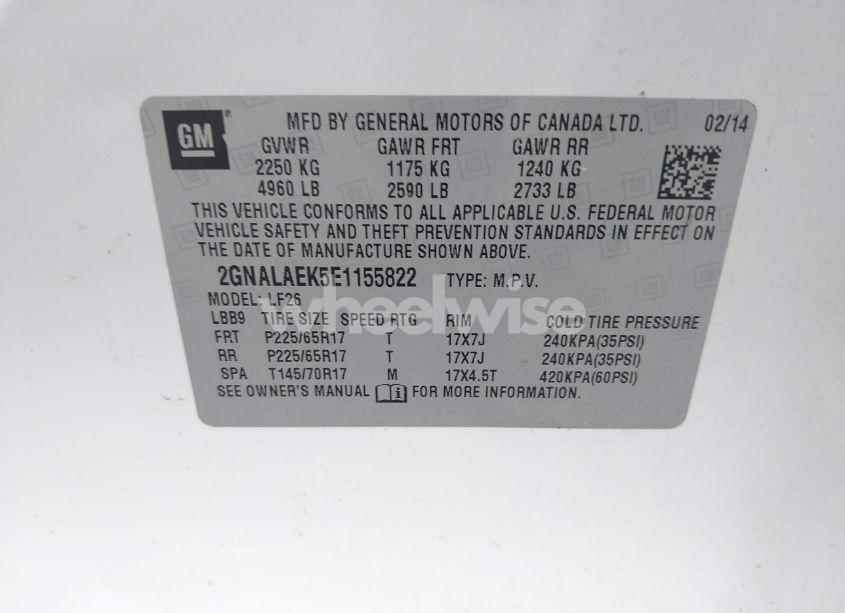 GM ® MFD BY GENERAL MOTORS OF CANADA LTD. 02/14
GVWR GAWR FRT GAWR RR
2250 KG 1175 KG 1240 KG
4960 LB 2590 LB 2733 LB
THIS VEHICLE CONFORMS TO ALL APPLICABLE U.S. FEDERAL MOTOR
VEHICLE SAFETY AND THEFT PREVENTION STANDARDS IN EFFECT ON
THE DATE OF MANUFACTURE SHOWN ABOVE.
2GNALAEK5E1155822 TYPE: M.P.V.
MODEL: LF26
wheelwise
LBB9 TIRE SIZE SPEED RTG RIM COLD TIRE PRESSURE
FRT P225/65R17 T 17X7J 240KPA(35PSI)
RR P225/65R17 T 17X7J 240KPA(35PSI)
SPA T145/70R17 M 17X4.5T 420KPA(60PSI)
SEE OWNER'S MANUAL i FOR MORE INFORMATION.